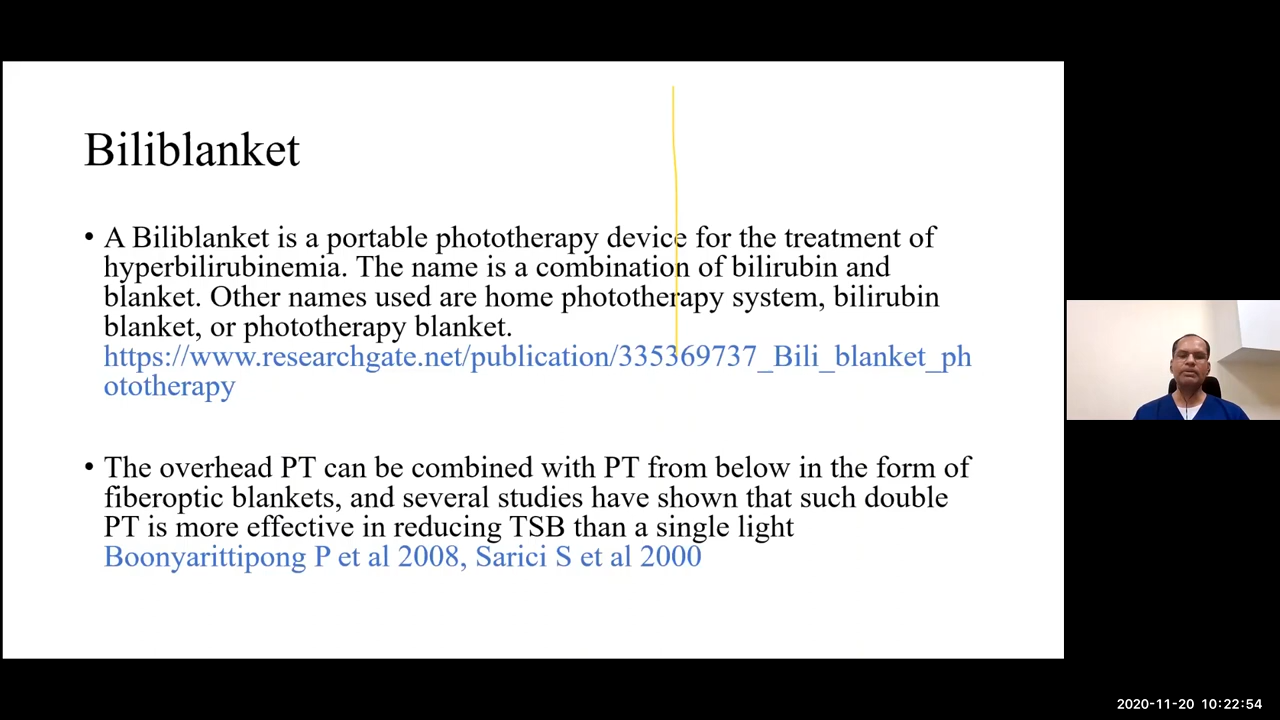 Biliblanket
• A Biliblanket is a portable phototherapy device for the treatment of
hyperbilirubinemia. The name is a combination of bilirubin and
blanket. Other names used are home phototherapy system, bilirubin
blanket, or phototherapy blanket.
https://www.researchgate.net/publication/335369737_Bili_blanket_ph
ototherapy
• The overhead PT can be combined with PT from below in the form of
fiberoptic blankets, and several studies have shown that such double
PT is more effective in reducing TSB than a single light
Boonyarittipong P et al 2008, Sarici S et al 2000
2020-11-20 10:22:54